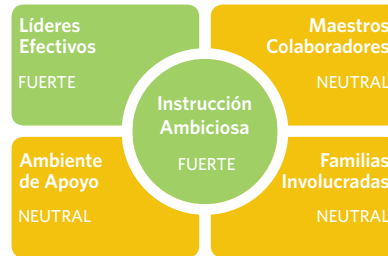 Líderes
Efectivos
FUERTE
Maestros
Colaboradores
NEUTRAL
Instrucción
Ambiciosa
FUERTE
Ambiente
de Apoyo
NEUTRAL
Familias
Involucradas
NEUTRAL